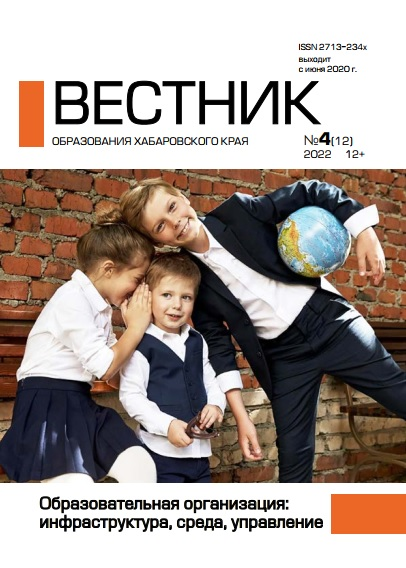 ISSN 2713-234x
выходит
с июня 2020 г.
ВЕСТНИК
ОБРАЗОВАНИЯ ХАБАРОВСКОГО КРАЯ
№4(12)
2022 12+
Образовательная организация:
инфраструктура, среда, управление